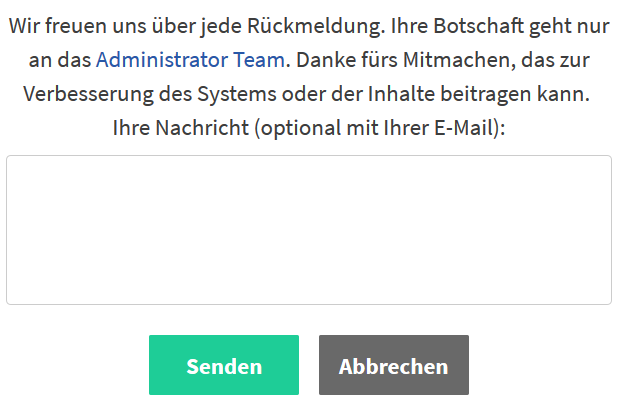 Wir freuen uns über jede Rückmeldung. Ihre Botschaft geht nur
an das Administrator Team. Danke fürs Mitmachen, das zur
Verbesserung des Systems oder der Inhalte beitragen kann.
Ihre Nachricht (optional mit Ihrer E-Mail):
Senden
Abbrechen